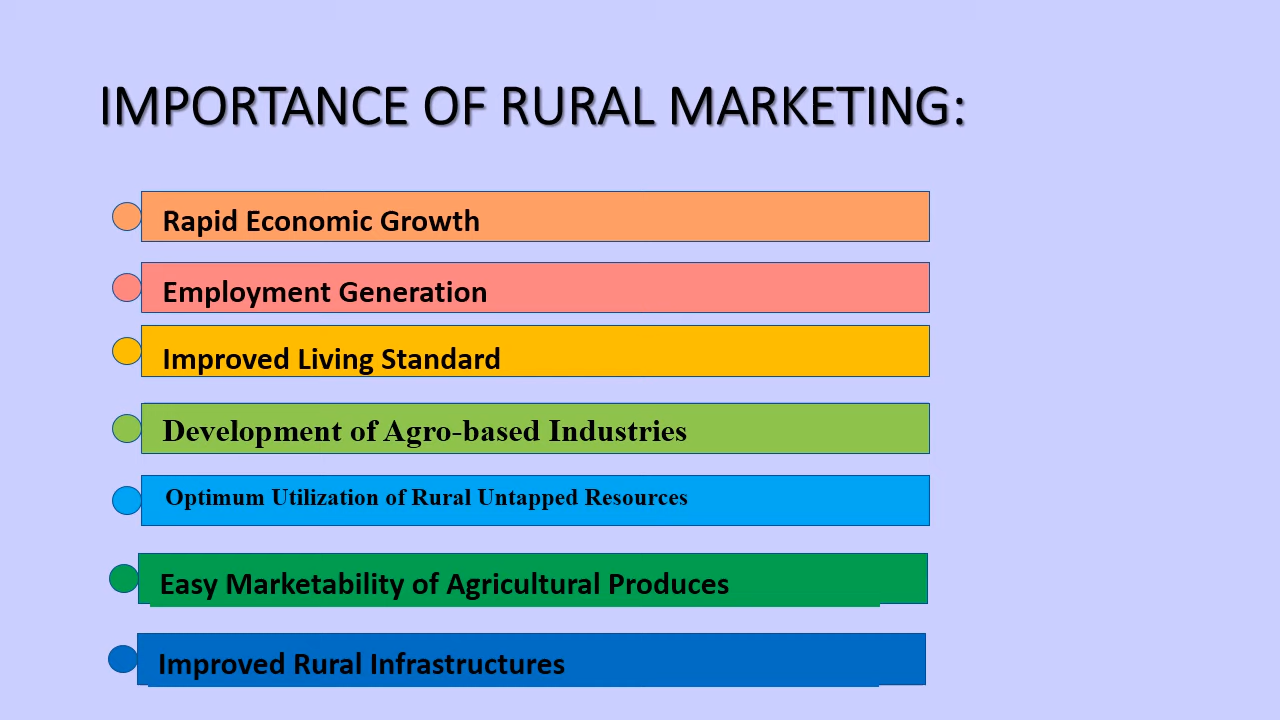 IMPORTANCE OF RURAL MARKETING:
Rapid Economic Growth
Employment Generation
Improved Living Standard
Development of Agro-based Industries
Optimum Utilization of Rural Untapped Resources
Easy Marketability of Agricultural Produces
Improved Rural Infrastructures